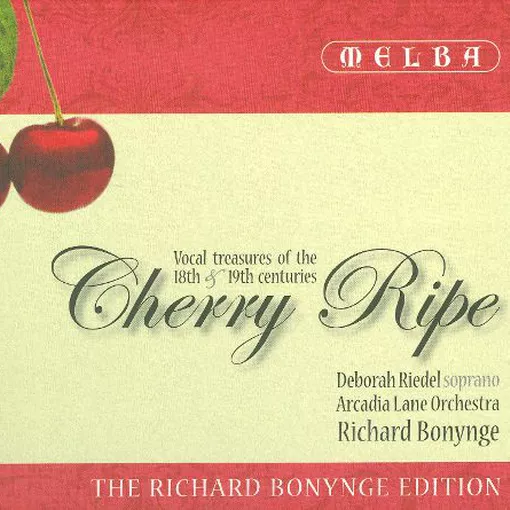 MELBA
Vocal treasures of the
18th & 19th centuries
Cherry Ripe
Deborah Riedel soprano
Arcadia Lane Orchestra
Richard Bonynge
THE RICHARD BONYNGE EDITION